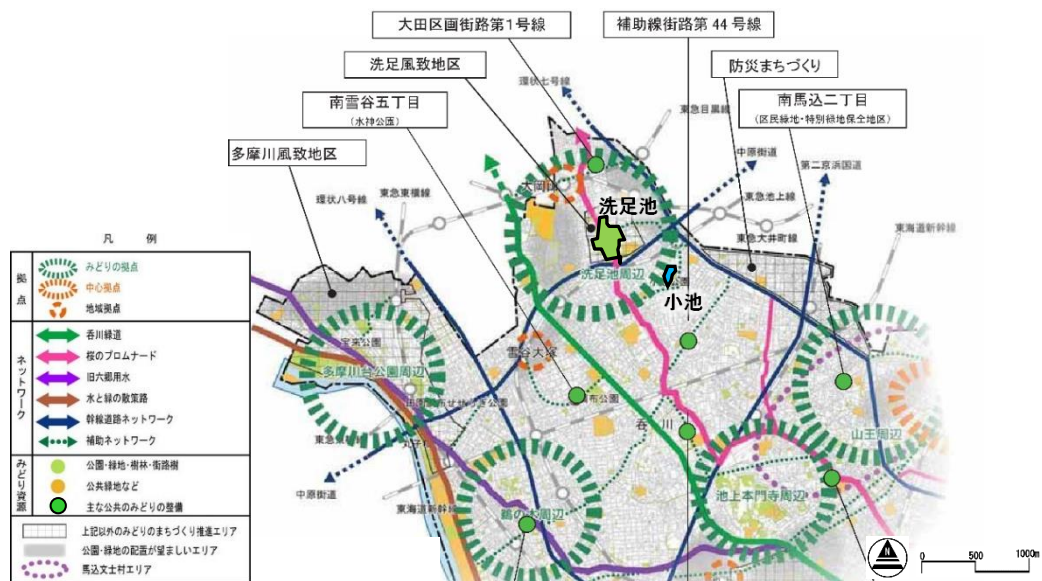 大田区画街路第1号線
補助線街路第44号線
洗足風致地区
防災まちづくり
南雪谷五丁目
(水神公園)
南馬込二丁目
(区民緑地・特別緑地保全地区)
多摩川風致地区
環状七号線
東急目黒線
中原街道
第二京浜国道
東急東横線
環状八号線
大岡山
東急池上線
東急大井町線
東海道新幹線
洗足池
洗足池周辺
小池
宝来公園
多摩川台公園周辺
雪谷大塚
呑川
山王周辺
池上本門寺周辺
鵜の木周辺
中原街道
東海道新幹線
凡例
拠点
みどりの拠点
中心拠点
地域拠点
ネットワーク
呑川緑道
桜のプロムナード
旧六郷用水
水と緑の散策路
幹線道路ネットワーク
補助ネットワーク
みどり資源
公園・緑地・樹林・街路樹
公共緑地など
主な公共のみどりの整備
上記以外のみどりのまちづくり推進エリア
公園・緑地の配置が望ましいエリア
馬込文士村エリア
0 500 1000m